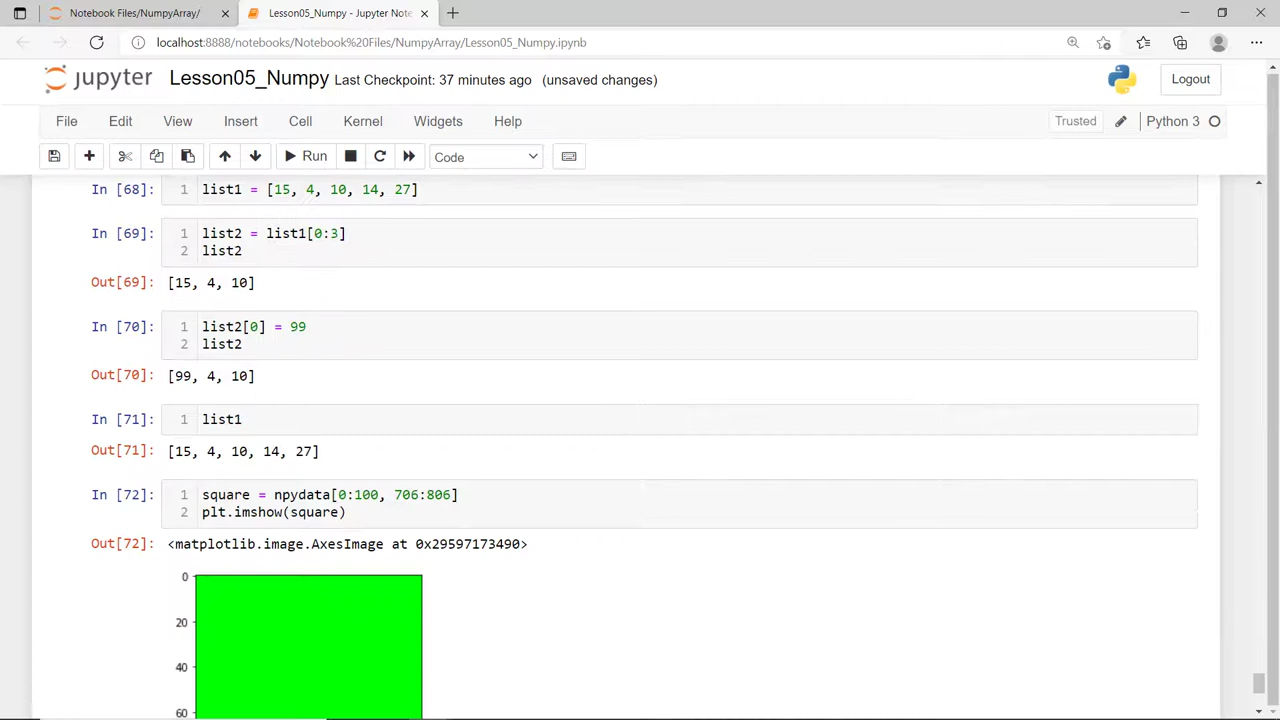 Notebook Files/NumpyArray/
Lesson05_Numpy - Jupyter Note
localhost:8888/notebooks/Notebook%20Files/NumpyArray/Lesson05_Numpy.ipynb
jupyter Lesson05_Numpy Last Checkpoint: 37 minutes ago (unsaved changes) Logout
File Edit View Insert Cell Kernel Widgets Help Trusted Python 3
Run Code
In [68]: 1 list1 = [15, 4, 10, 14, 27]
In [69]: 1 list2 = list1[0:3]
2 list2
Out[69]: [15, 4, 10]
In [70]: 1 list2[0] = 99
2 list2
Out[70]: [99, 4, 10]
In [71]: 1 list1
Out[71]: [15, 4, 10, 14, 27]
In [72]: 1 square = npydata[0:100, 706:806]
2 plt.imshow(square)
Out[72]: <matplotlib.image.AxesImage at 0x29597173490>
0
20
40
60